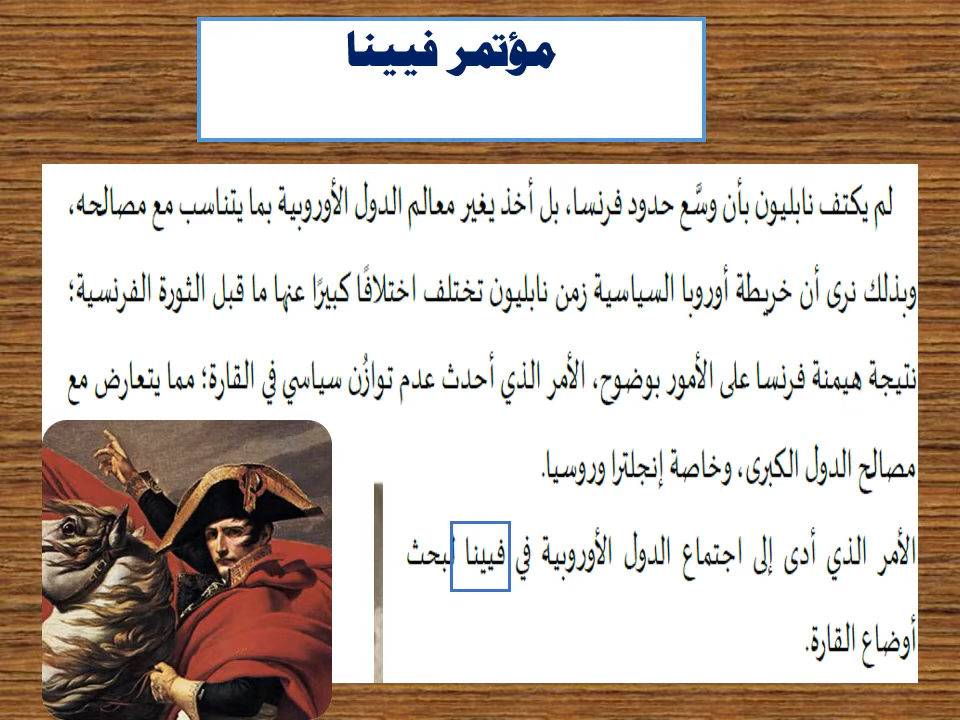 مؤتمر فيينا
لم يكتف نابليون بأن وسَّع حدود فرنسا، بل أخذ يغير معالم الدول الأوروبية بما يتناسب مع مصالحه،
وبذلك نرى أن خريطة أوروبا السياسية زمن نابليون تختلف اختلافًا كبيرًا عنها ما قبل الثورة الفرنسية؛
نتيجة هيمنة فرنسا على الأمور بوضوح، الأمر الذي أحدث عدم توازُن سياسي في القارة؛ مما يتعارض مع
مصالح الدول الكبرى، وخاصة إنجلترا وروسيا.
الأمر الذي أدى إلى اجتماع الدول الأوروبية في فيينا لبحث
أوضاع القارة.